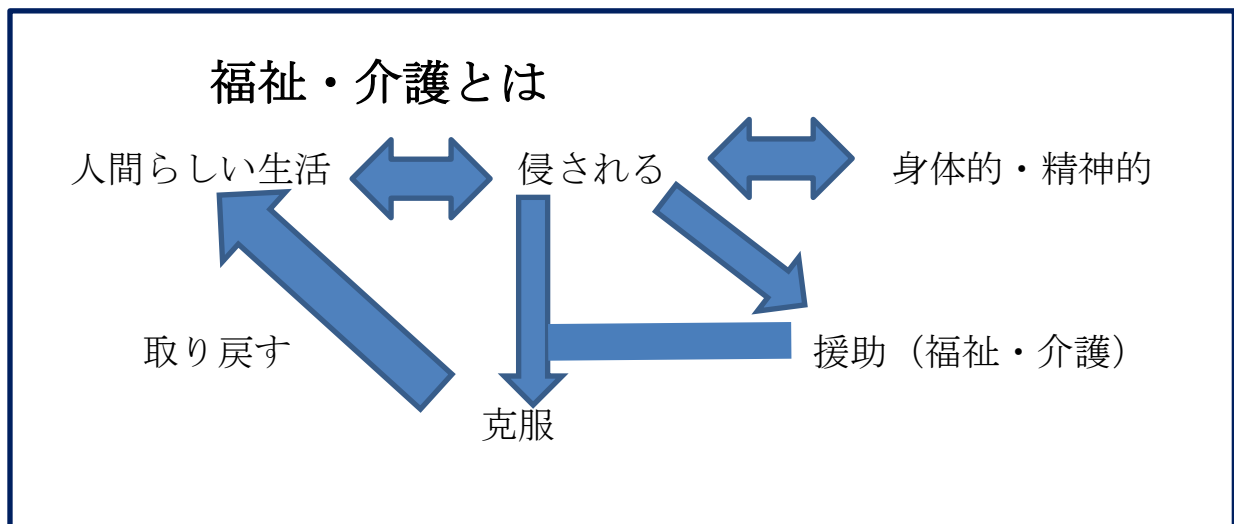 福祉・介護とは
人間らしい生活
侵される
身体的・精神的
取り戻す
援助（福祉・介護）
克服